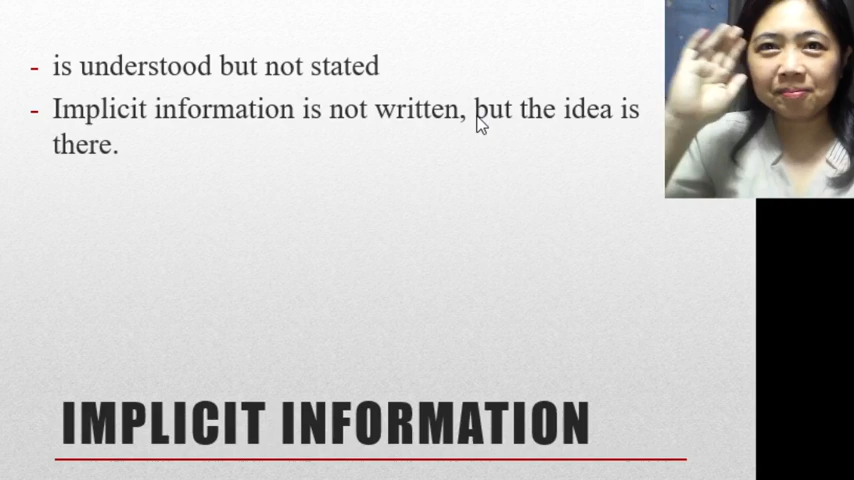 - is understood but not stated
- Implicit information is not written, but the idea is
there.
IMPLICIT INFORMATION